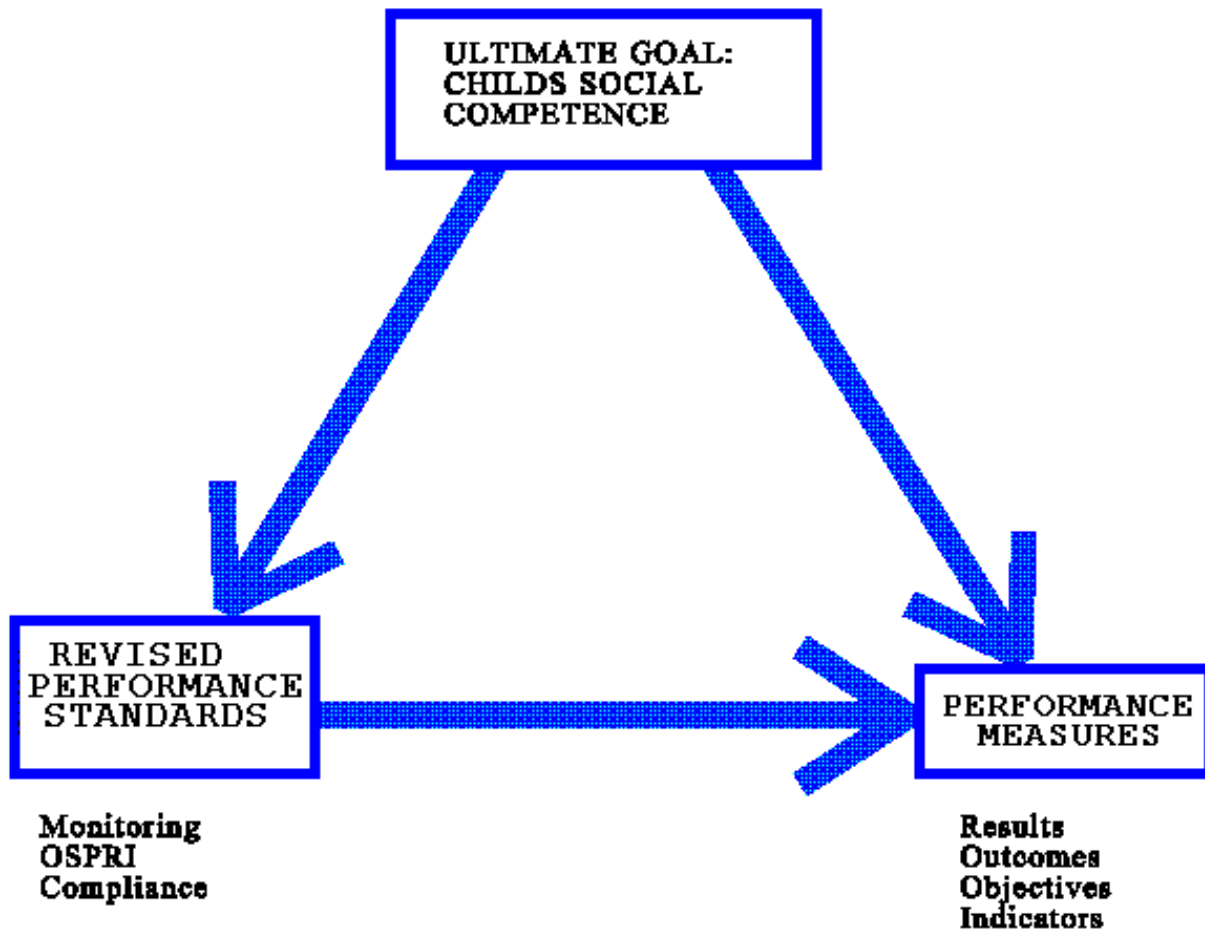 ULTIMATE GOAL:
CHILDS SOCIAL
COMPETENCE
REVISED
PERFORMANCE
STANDARDS
PERFORMANCE
MEASURES
Monitoring
OSPRI
Compliance
Results
Outcomes
Objectives
Indicators